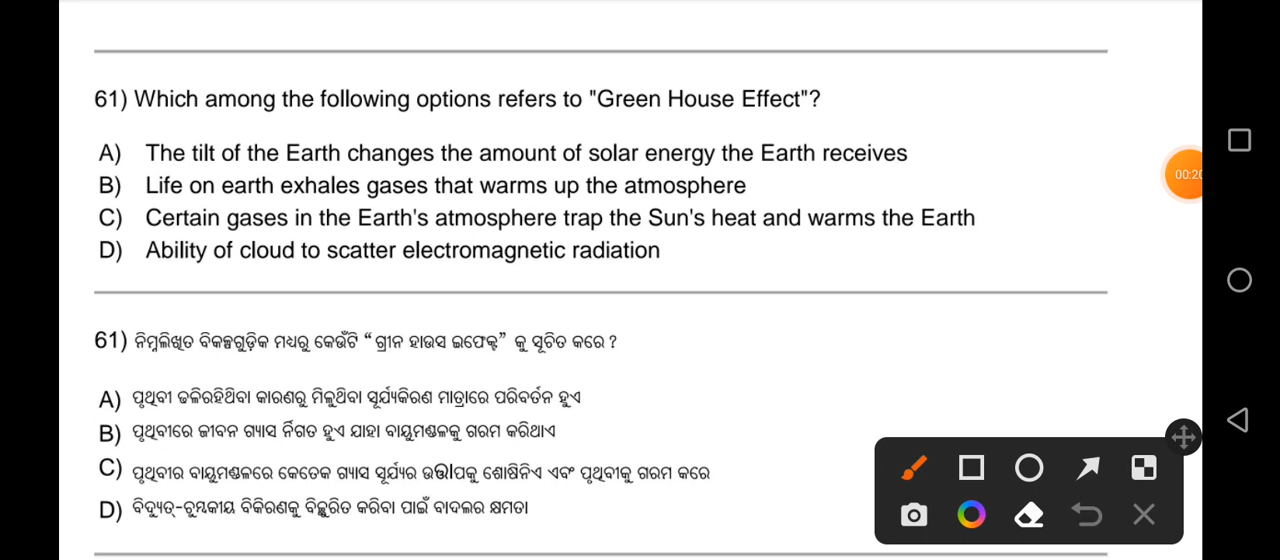 61) Which among the following options refers to "Green House Effect"?
A) The tilt of the Earth changes the amount of solar energy the Earth receives
B) Life on earth exhales gases that warms up the atmosphere
C) Certain gases in the Earth's atmosphere trap the Sun's heat and warms the Earth
D) Ability of cloud to scatter electromagnetic radiation
00:20
61) ନିମ୍ନଲିଖିତ ବିକଳ୍ପଗୁଡ଼ିକ ମଧ୍ୟରୁ କେଉଁଟି “ ଗ୍ରୀନ ହାଉସ ଇଫେକ୍ଟ” କୁ ସୂଚିତ କରେ ?
A) ପୃଥିବୀ ଢଳିରହିଥିବା କାରଣରୁ ମିଳୁଥିବା ସୂର୍ଯ୍ୟକିରଣ ମାତ୍ରାରେ ପରିବର୍ତନ ହୁଏ
B) ପୃଥିବୀରେ ଜୀବନ ଗ୍ୟାସ ର୍ନିଗତ ହୁଏ ଯାହା ବାୟୁମଣ୍ଡଳକୁ ଗରମ କରିଥାଏ
C) ପୃଥିବୀର ବାୟୁମଣ୍ଡଳରେ କେତେକ ଗ୍ୟାସ ସୂର୍ଯ୍ୟର ଉତ୍ତାପକୁ ଶୋଷିନିଏ ଏବଂ ପୃଥିବୀକୁ ଗରମ କରେ
D) ବିଦ୍ୟୁତ୍-ଚୁମ୍ବକୀୟ ବିକିରଣକୁ ବିଚ୍ଛୁରିତ କରିବା ପାଇଁ ବାଦଲର କ୍ଷମତା